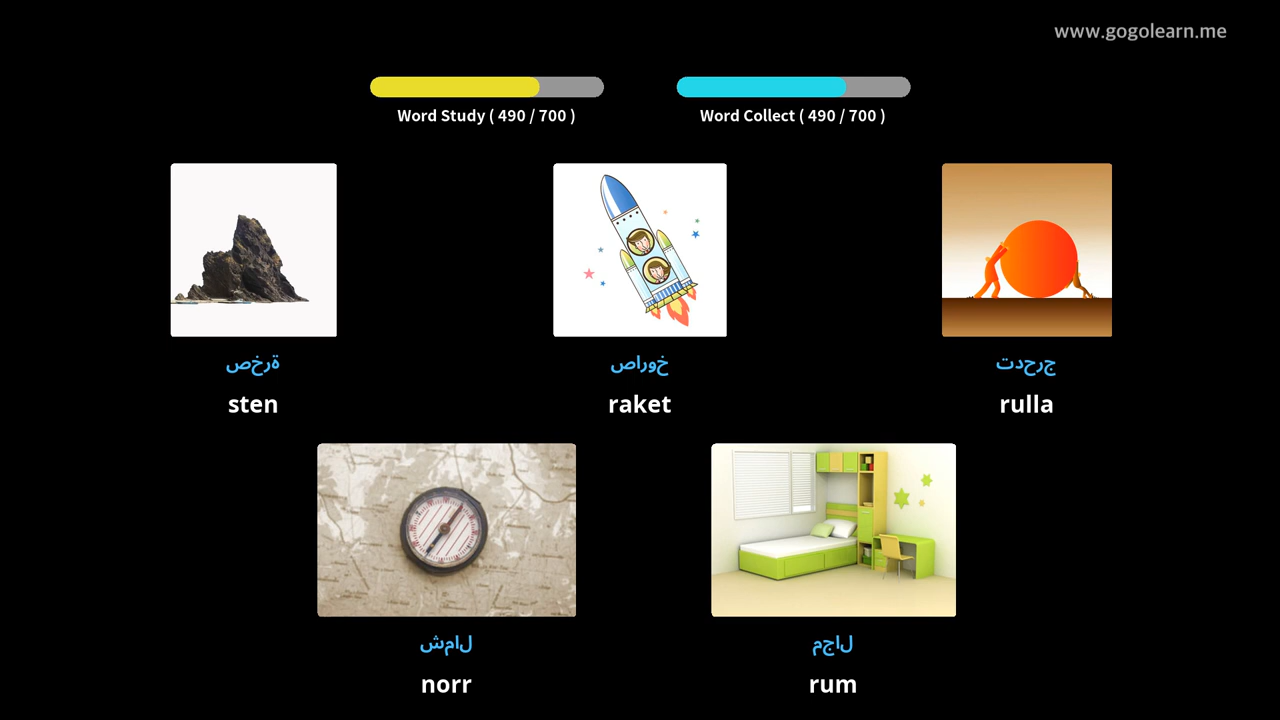 www.gogolearn.me
Word Study ( 490 / 700 )
Word Collect ( 490 / 700 )
ةرخص
خوراص
جرحدت
sten
raket
rulla
لامش
لاجم
norr
rum